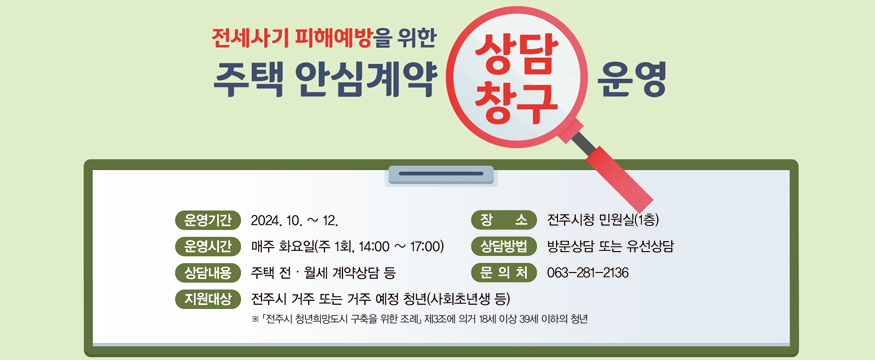 전세사기 피해예방을 위한
주택 안심계약 상담창구 운영
운영기간 2024. 10. ~ 12.
장 소 전주시청 민원실(1층)
운영시간 매주 화요일(주 1회, 14:00 ~ 17:00)
상담방법 방문상담 또는 유선상담
상담내용 주택 전·월세 계약상담 등
문 의 처 063-281-2136
지원대상 전주시 거주 또는 거주 예정 청년(사회초년생 등)
※「전주시 청년희망도시 구축을 위한 조례」 제3조에 의거 18세 이상 39세 이하의 청년